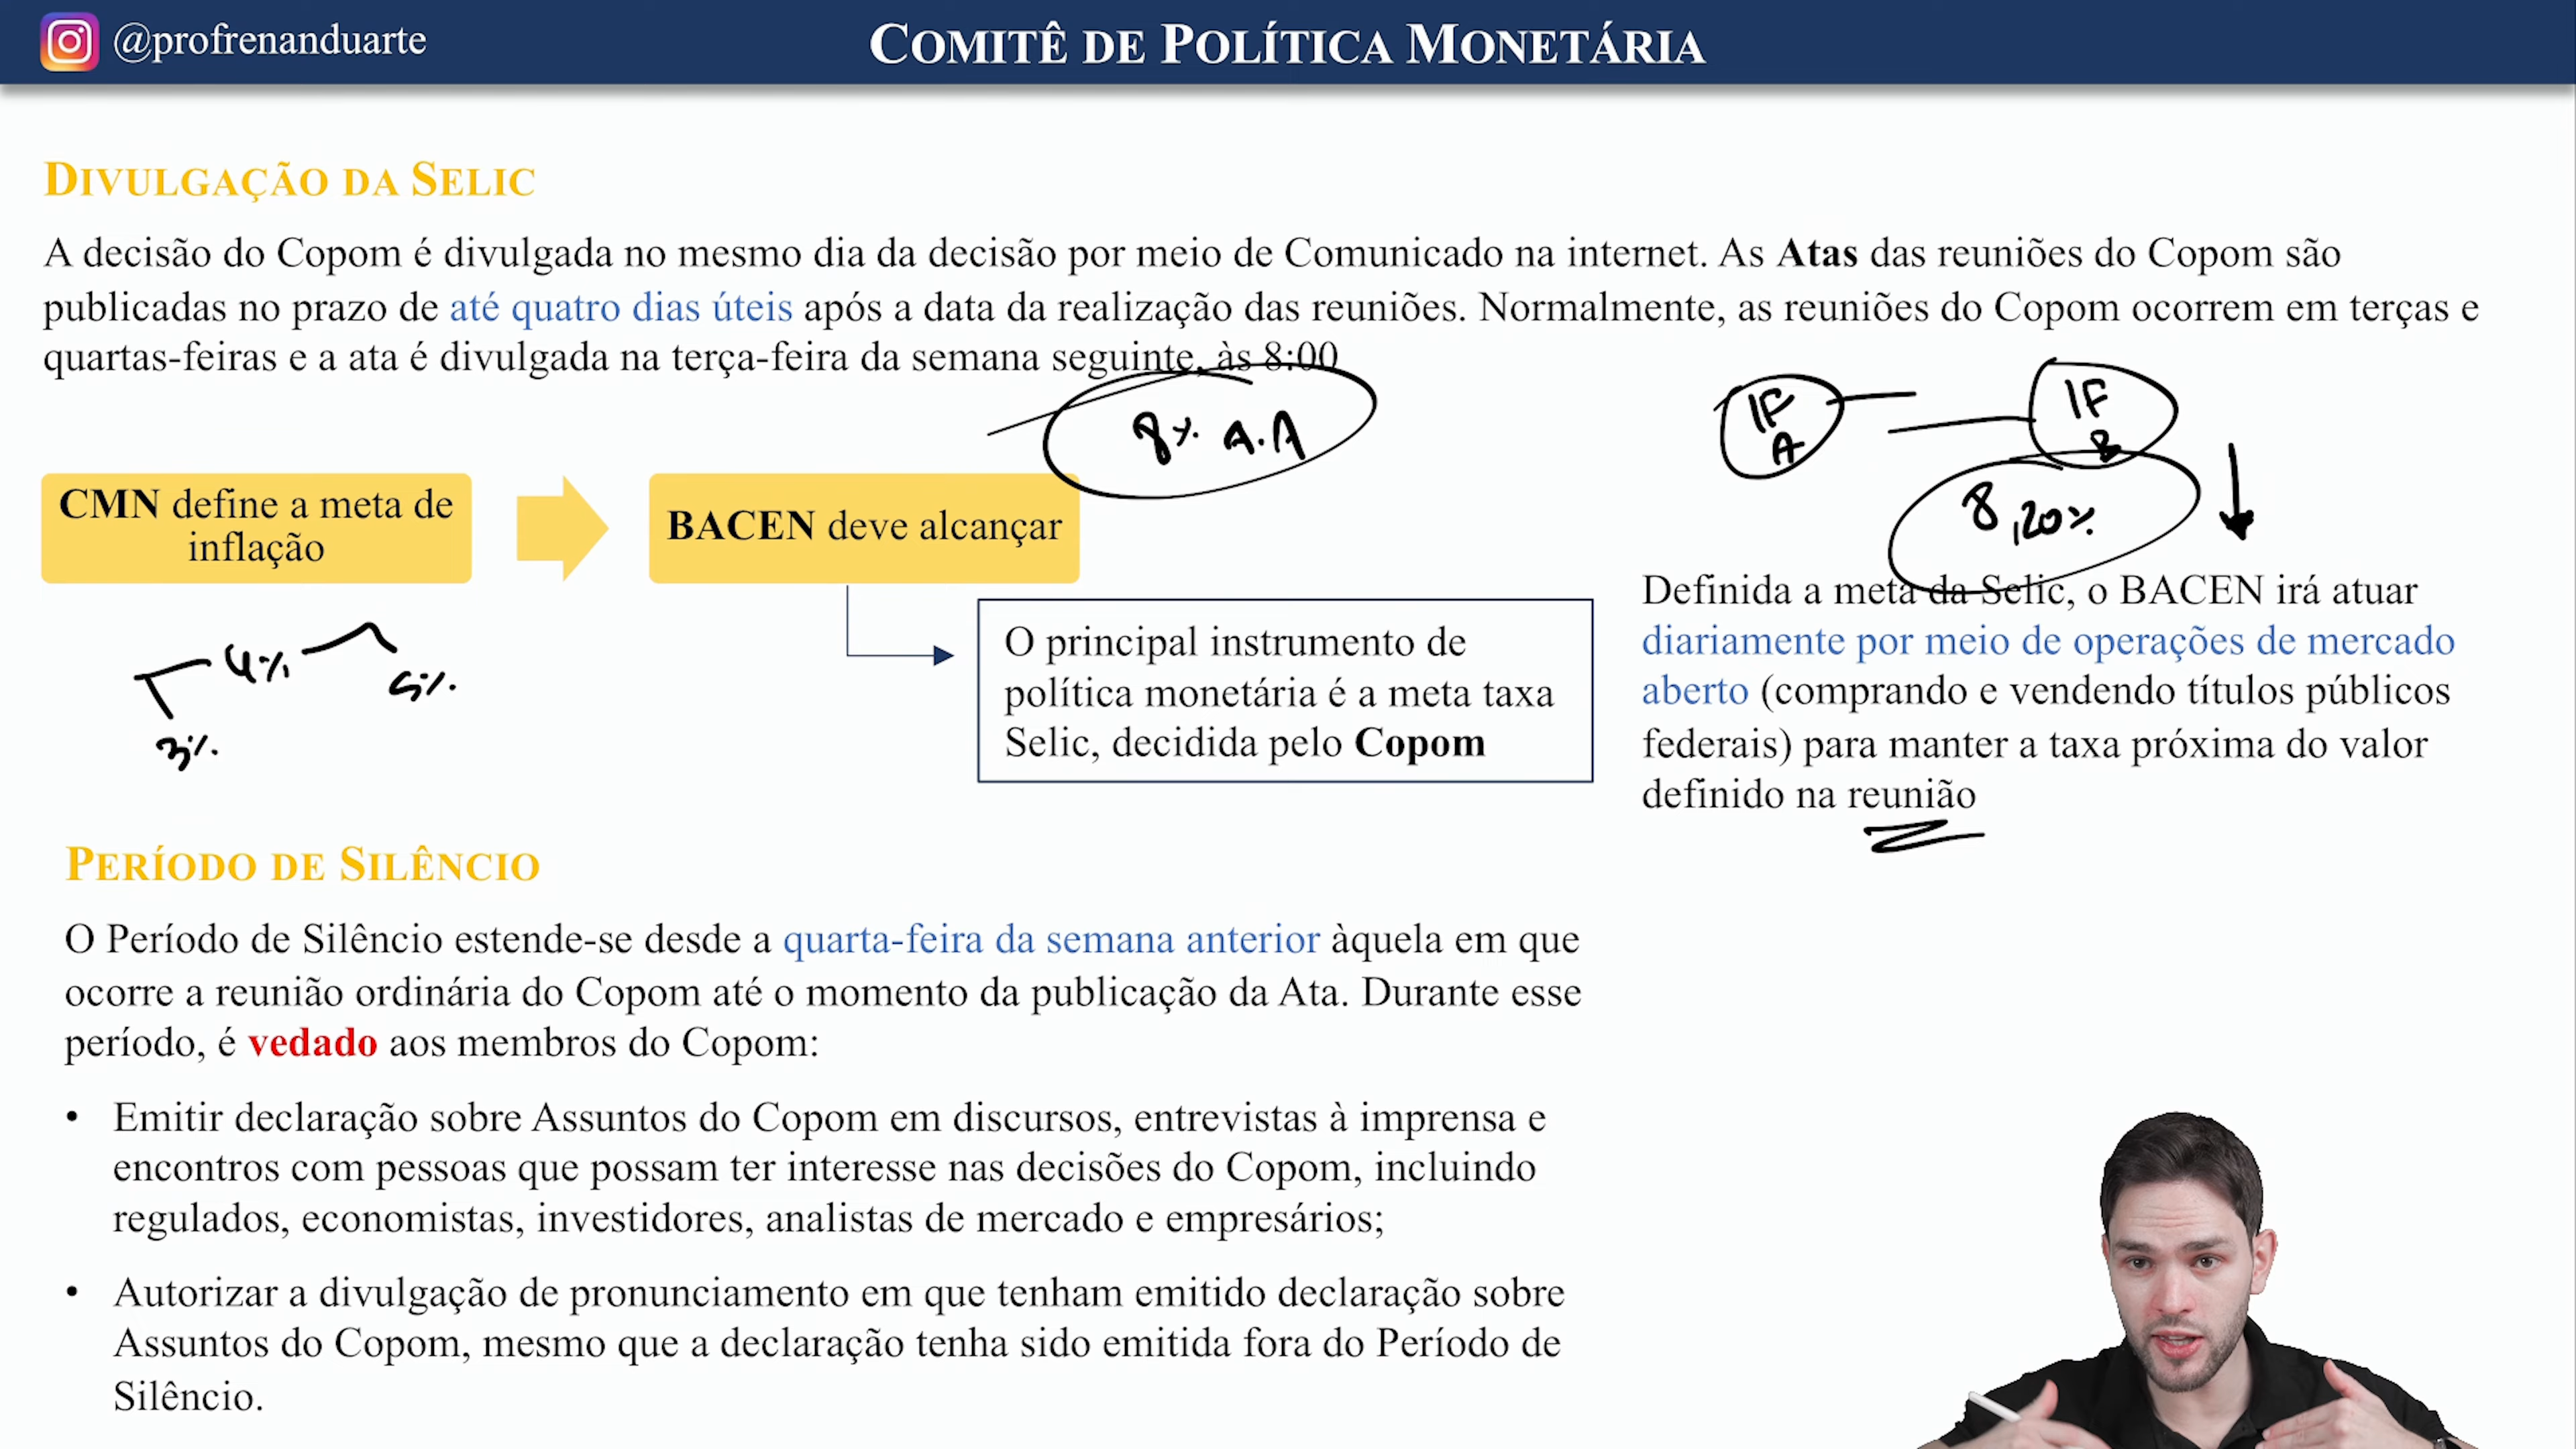 @profrenanduarte
COMITÊ DE POLÍTICA MONETÁRIA
DIVULGAÇÃO DA SELIC
A decisão do Copom é divulgada no mesmo dia da decisão por meio de Comunicado na internet. As Atas das reuniões do Copom são
publicadas no prazo de até quatro dias úteis após a data da realização das reuniões. Normalmente, as reuniões do Copom ocorrem em terças e
quartas-feiras e a ata é divulgada na terça-feira da semana seguinte, às 8:00
8% A.A
IF
A
IF
B
8,20%
CMN define a meta de
inflação
BACEN deve alcançar
4%
5%
3%
O principal instrumento de
política monetária é a meta taxa
Selic, decidida pelo Copom
Definida a meta da Selic, o BACEN irá atuar
diariamente por meio de operações de mercado
aberto (comprando e vendendo títulos públicos
federais) para manter a taxa próxima do valor
definido na reunião
PERÍODO DE SILÊNCIO
O Período de Silêncio estende-se desde a quarta-feira da semana anterior àquela em que
ocorre a reunião ordinária do Copom até o momento da publicação da Ata. Durante esse
período, é vedado aos membros do Copom:
• Emitir declaração sobre Assuntos do Copom em discursos, entrevistas à imprensa e
encontros com pessoas que possam ter interesse nas decisões do Copom, incluindo
regulados, economistas, investidores, analistas de mercado e empresários;
• Autorizar a divulgação de pronunciamento em que tenham emitido declaração sobre
Assuntos do Copom, mesmo que a declaração tenha sido emitida fora do Período de
Silêncio.